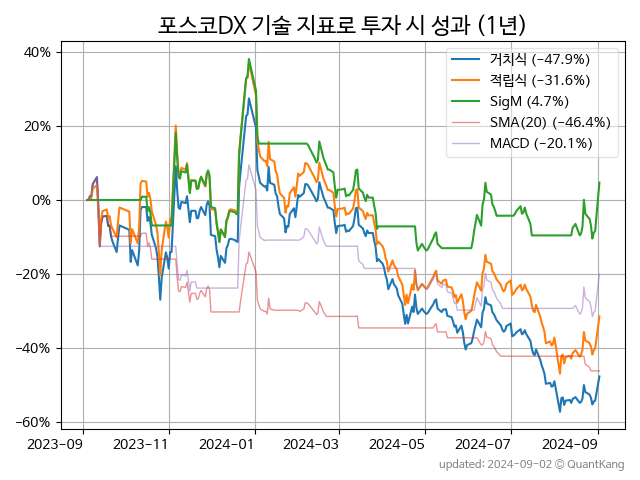 포스코DX 기술 지표로 투자 시 성과 (1년)
40%
20%
0%
−20%
−40%
−60%
거치식 (−47.9%)
적립식 (−31.6%)
SigM (4.7%)
SMA(20) (−46.4%)
MACD (−20.1%)
2023-09
2023-11
2024-01
2024-03
2024-05
2024-07
2024-09
updated: 2024-09-02 © QuantKang